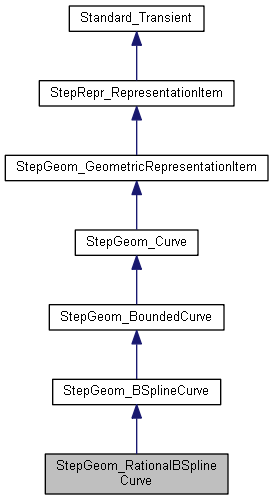 Standard_Transient
StepRepr_RepresentationItem
StepGeom_GeometricRepresentationItem
StepGeom_Curve
StepGeom_BoundedCurve
StepGeom_BSplineCurve
StepGeom_RationalBSpline
Curve